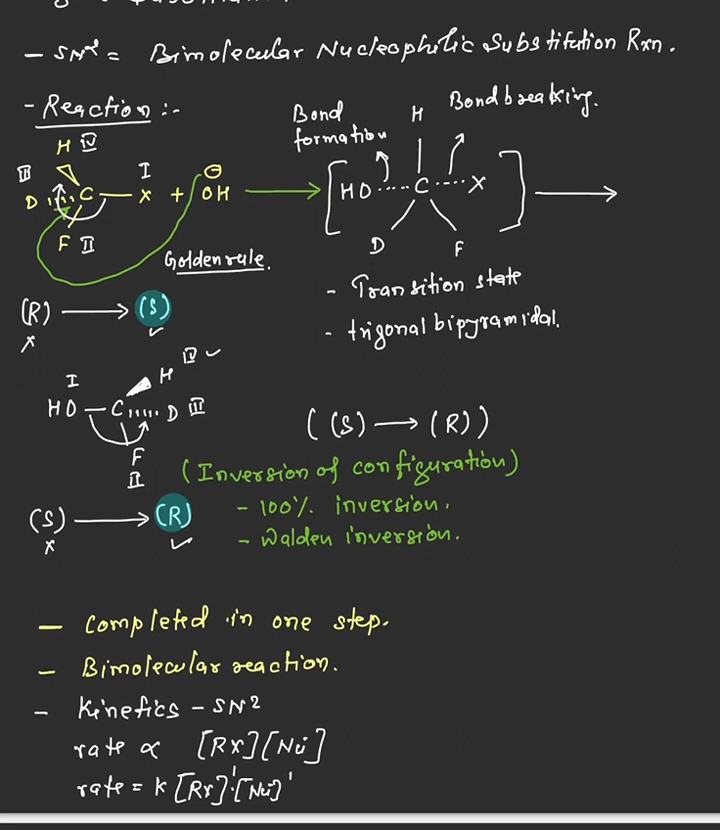 - SN² = Bimolecular Nucleophilic Substitution Rxn.
- Reaction :-
Bond formation
H
Bond breaking.
H IV
III
I
D C X + OH
⊖
[HO.....C.....X]
F II
D F
Golden rule.
- Transition state
- trigonal bipyramidal.
(R) → (S)
x ✓
IV ✓
I
H
HO - C D III
F
II
((S) → (R))
(Inversion of configuration)
- 100% inversion.
- Walden inversion.
(S) → (R)
x ✓
- Completed in one step.
- Bimolecular reaction.
- Kinetics - SN2
rate ∝ [RX][Nü]
rate = K [RX]¹[Nü]¹